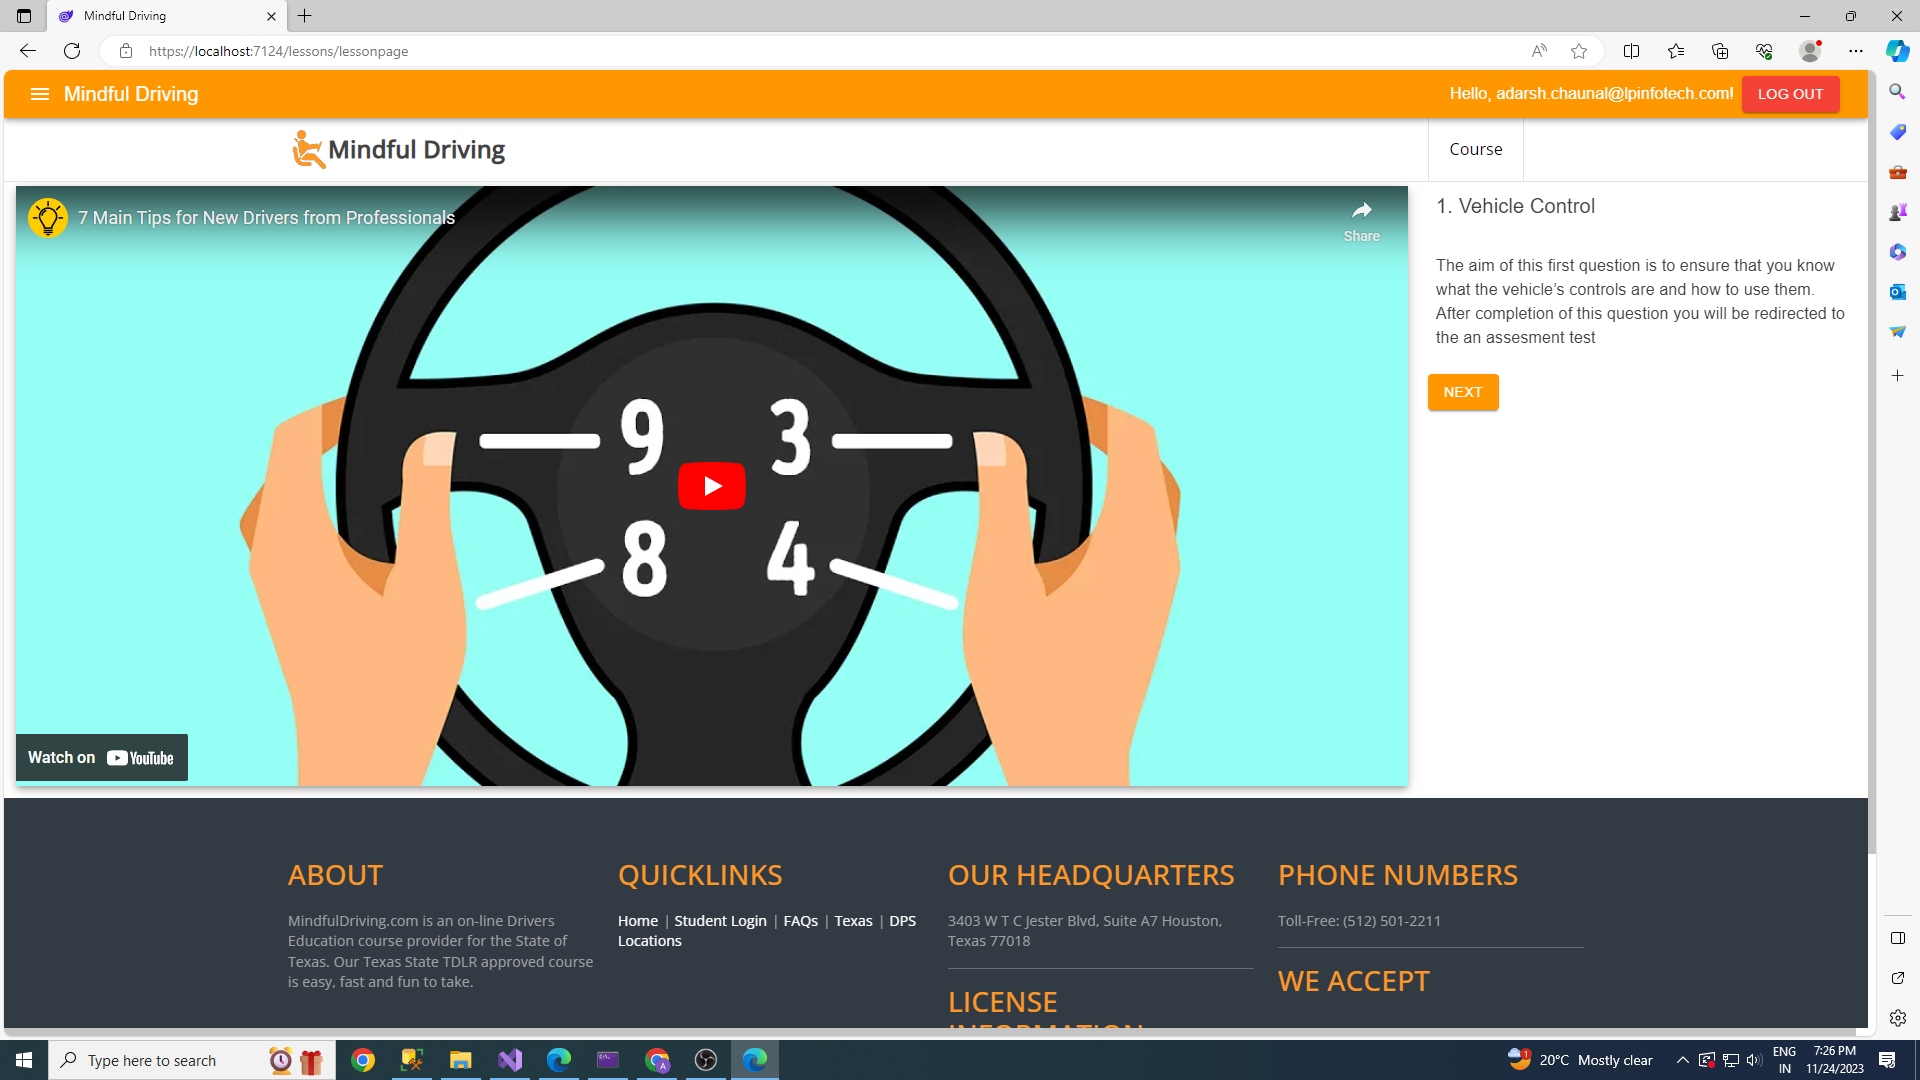 Mindful Driving
https://localhost:7124/lessons/lessonpage
Mindful Driving
Hello, adarsh.chaunal@lpinfotech.com!
LOG OUT
Mindful Driving
Course
7 Main Tips for New Drivers from Professionals
Share
9 3
8 4
Watch on YouTube
1. Vehicle Control
The aim of this first question is to ensure that you know
what the vehicle’s controls are and how to use them.
After completion of this question you will be redirected to
the an assesment test
NEXT
ABOUT
MindfulDriving.com is an on-line Drivers
Education course provider for the State of
Texas. Our Texas State TDLR approved course
is easy, fast and fun to take.
QUICKLINKS
Home | Student Login | FAQs | Texas | DPS
Locations
OUR HEADQUARTERS
3403 W T C Jester Blvd, Suite A7 Houston,
Texas 77018
LICENSE
INFORMATION
PHONE NUMBERS
Toll-Free: (512) 501-2211
WE ACCEPT
Type here to search
1
20°C Mostly clear
ENG
IN
7:26 PM
11/24/2023